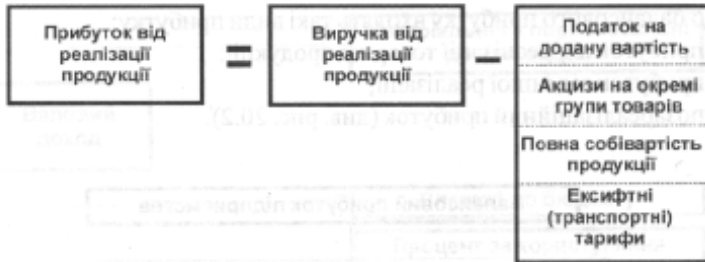 Прибуток від
реалізації
продукції
=
Виручка від
реалізації
продукції
–
Податок на
додану вартість
Акцизи на окремі
групи товарів
Повна собівартість
продукції
Ексифтні
(транспортні)
тарифи